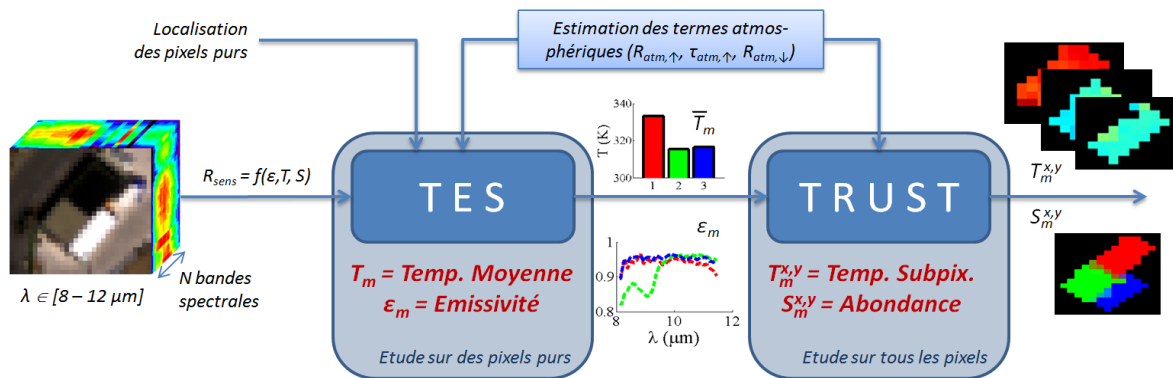 Localisation
des pixels purs
Estimation des termes atmos-
phériques (R_atm,↑, τ_atm,↑, R_atm,↓)
R_sens = f(ε,T, S)
N bandes
spectrales
λ ∈ [8 – 12 µm]
T E S
T_m = Temp. Moyenne
ε_m = Emissivité
Etude sur des pixels purs
T (K)
340
320
300
T̅_m
1 2 3
ε_m
1
0.9
0.8
8 10 12
λ (µm)
T R U S T
T_m^x,y = Temp. Subpix.
S_m^x,y = Abondance
Etude sur tous les pixels
T_m^x,y
S_m^x,y